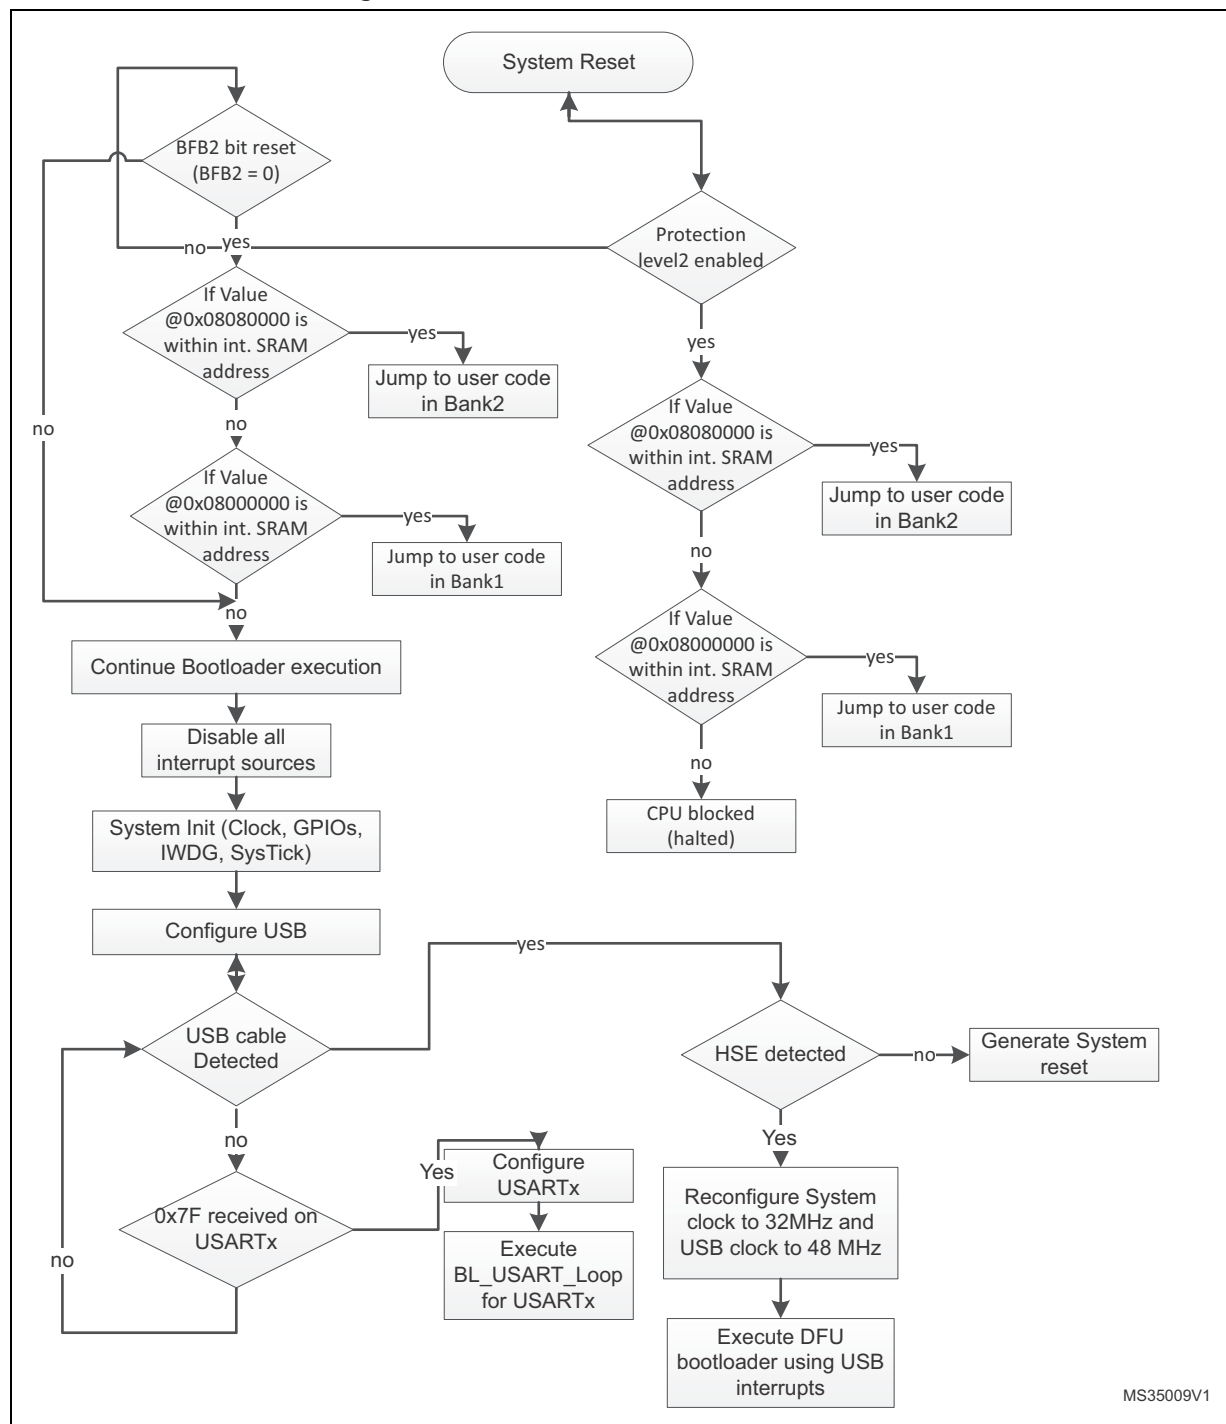 System Reset
BFB2 bit reset
(BFB2 = 0)
no
yes
Protection
level2 enabled
If Value
@0x08080000 is
within int. SRAM
address
yes
Jump to user code
in Bank2
no
no
If Value
@0x08000000 is
within int. SRAM
address
yes
Jump to user code
in Bank1
no
yes
If Value
@0x08080000 is
within int. SRAM
address
yes
Jump to user code
in Bank2
no
If Value
@0x08000000 is
within int. SRAM
address
yes
Jump to user code
in Bank1
no
CPU blocked
(halted)
Continue Bootloader execution
Disable all
interrupt sources
System Init (Clock, GPIOs,
IWDG, SysTick)
Configure USB
yes
USB cable
Detected
HSE detected
no
Generate System
reset
no
Yes
0x7F received on
USARTx
no
Yes
Configure
USARTx
Execute
BL_USART_Loop
for USARTx
Reconfigure System
clock to 32MHz and
USB clock to 48 MHz
Execute DFU
bootloader using USB
interrupts
MS35009V1